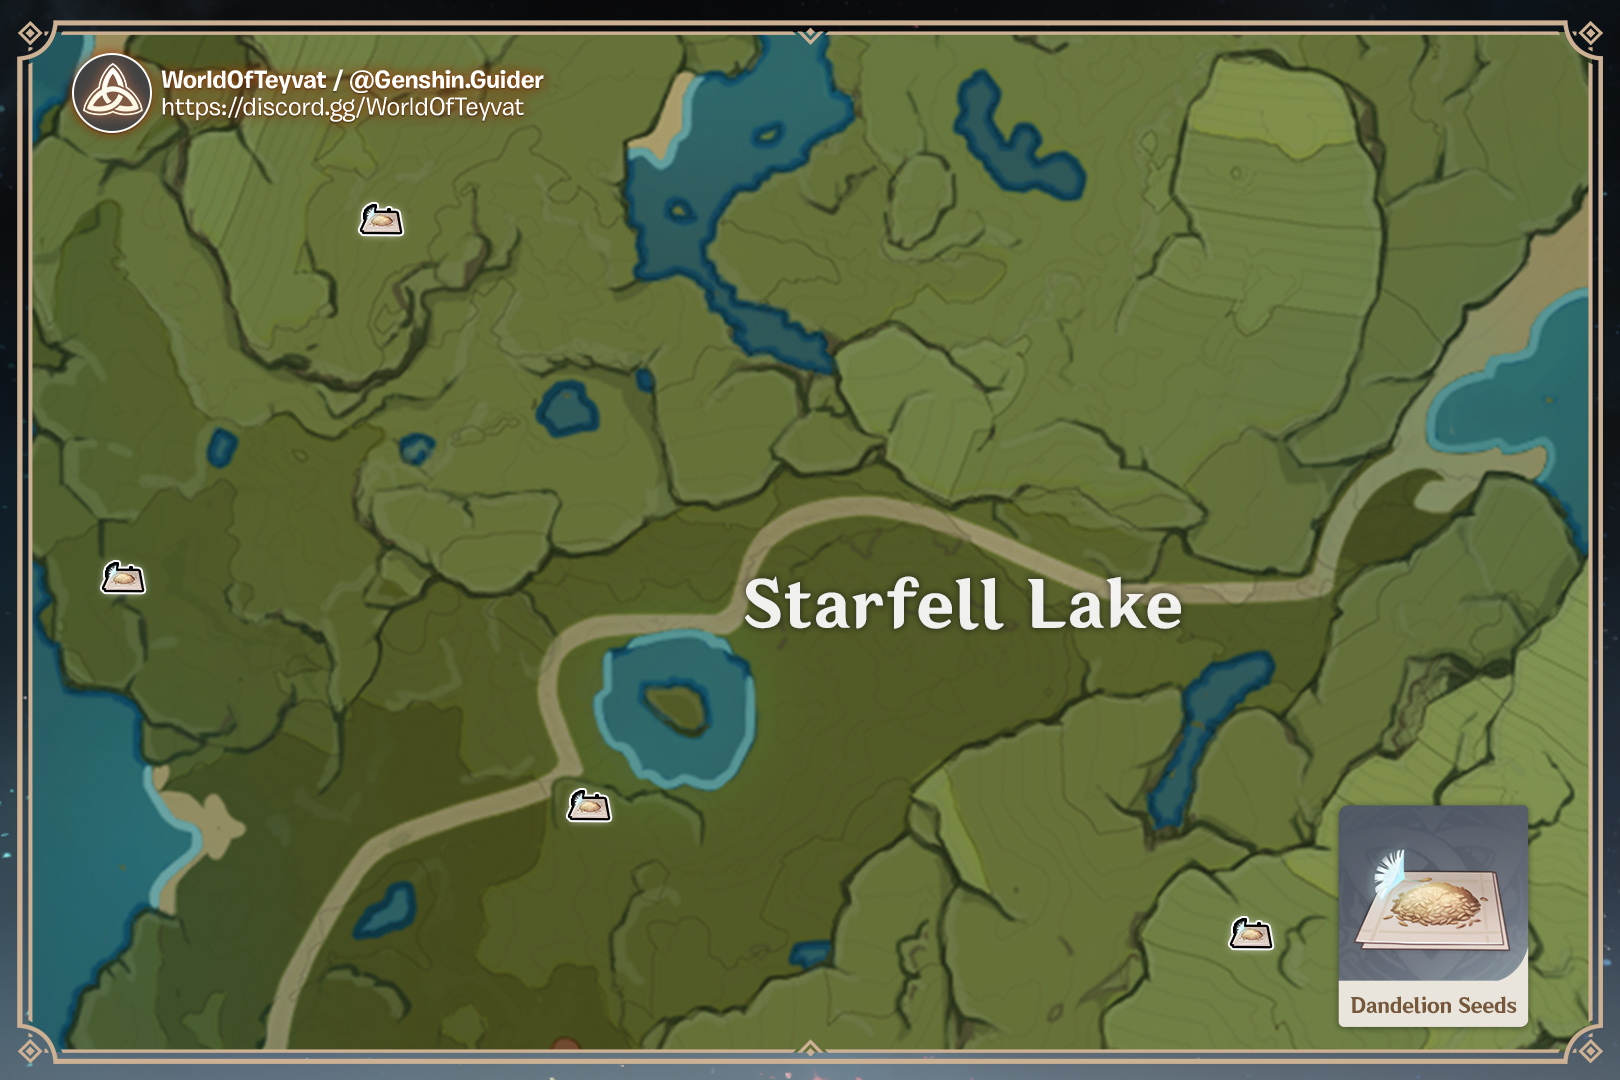 WorldOfTeyvat / @Genshin.Guider
https://discord.gg/WorldOfTeyvat
Starfell Lake
Dandelion Seeds